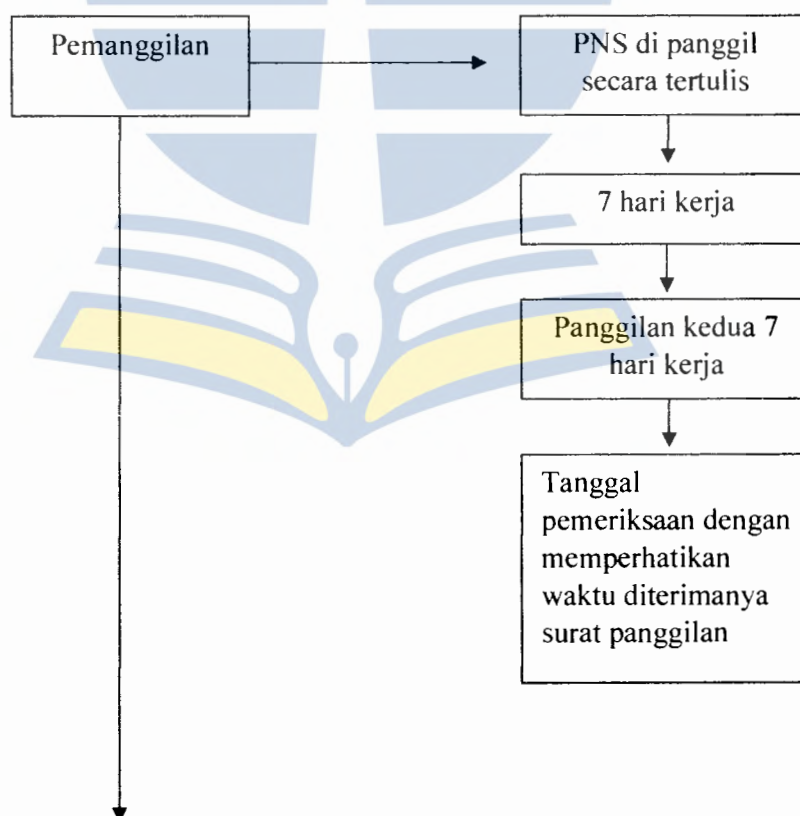 Pemanggilan
PNS di panggil
secara tertulis
7 hari kerja
Panggilan kedua 7
hari kerja
Tanggal
pemeriksaan dengan
memperhatikan
waktu diterimanya
surat panggilan